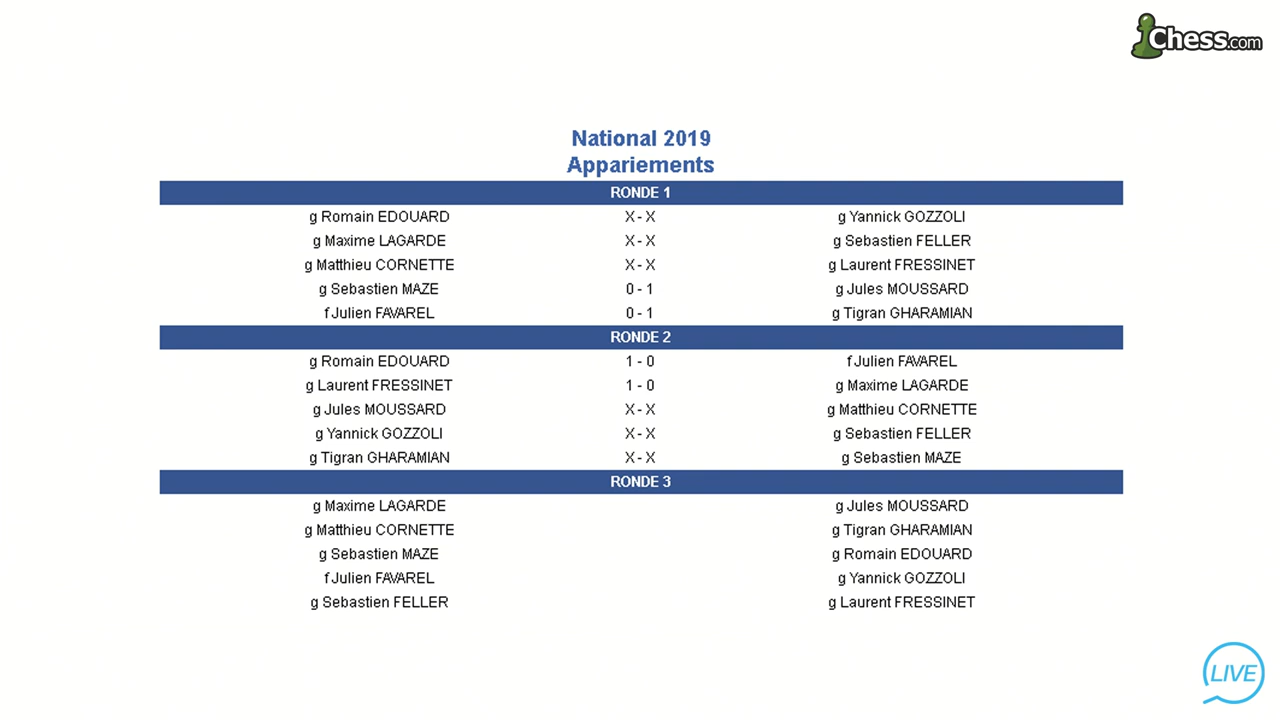 Chess.com
National 2019
Appariements
RONDE 1
g Romain EDOUARD X - X g Yannick GOZZOLI
g Maxime LAGARDE X - X g Sebastien FELLER
g Matthieu CORNETTE X - X g Laurent FRESSINET
g Sebastien MAZE 0 - 1 g Jules MOUSSARD
f Julien FAVAREL 0 - 1 g Tigran GHARAMIAN
RONDE 2
g Romain EDOUARD 1 - 0 f Julien FAVAREL
g Laurent FRESSINET 1 - 0 g Maxime LAGARDE
g Jules MOUSSARD X - X g Matthieu CORNETTE
g Yannick GOZZOLI X - X g Sebastien FELLER
g Tigran GHARAMIAN X - X g Sebastien MAZE
RONDE 3
g Maxime LAGARDE g Jules MOUSSARD
g Matthieu CORNETTE g Tigran GHARAMIAN
g Sebastien MAZE g Romain EDOUARD
f Julien FAVAREL g Yannick GOZZOLI
g Sebastien FELLER g Laurent FRESSINET
LIVE